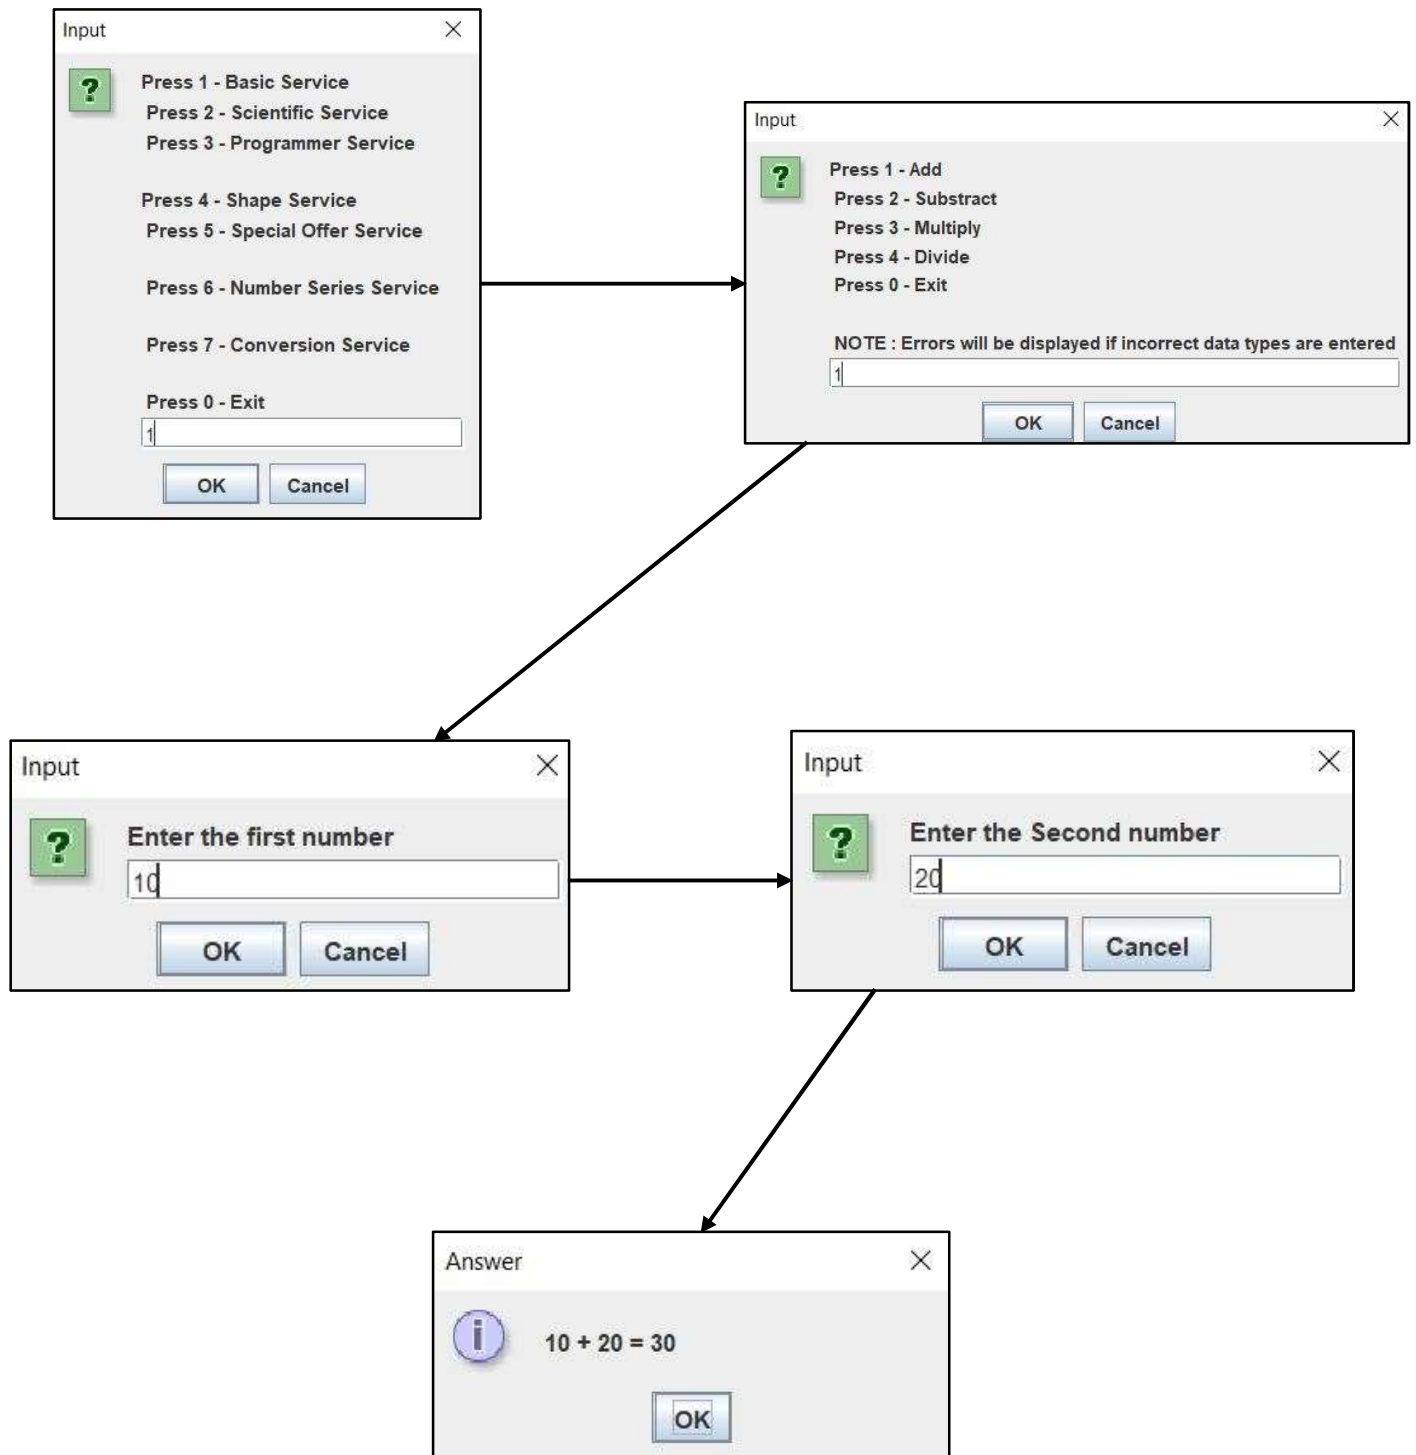 Input
Press 1 - Basic Service
Press 2 - Scientific Service
Press 3 - Programmer Service
Press 4 - Shape Service
Press 5 - Special Offer Service
Press 6 - Number Series Service
Press 7 - Conversion Service
Press 0 - Exit
1
OK Cancel
Input
Press 1 - Add
Press 2 - Substract
Press 3 - Multiply
Press 4 - Divide
Press 0 - Exit
NOTE : Errors will be displayed if incorrect data types are entered
1
OK Cancel
Input
Enter the first number
10
OK Cancel
Input
Enter the Second number
20
OK Cancel
Answer
10 + 20 = 30
OK